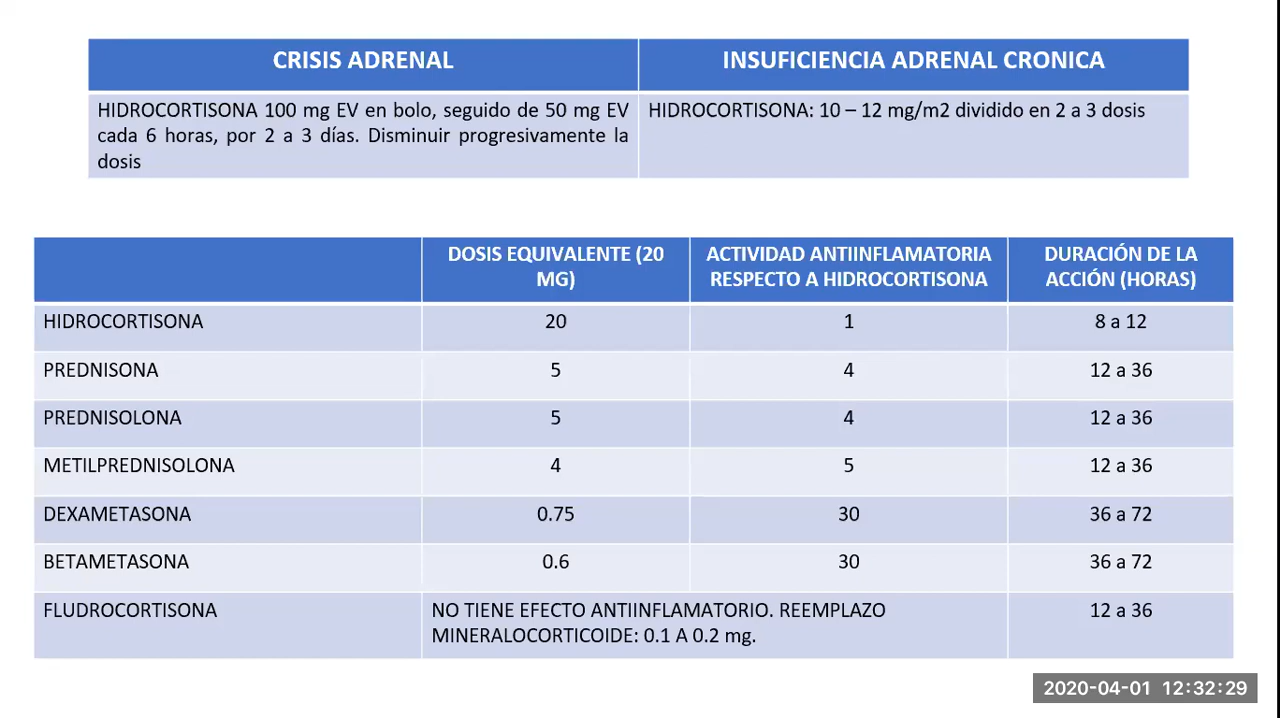 CRISIS ADRENAL
INSUFICIENCIA ADRENAL CRONICA
HIDROCORTISONA 100 mg EV en bolo, seguido de 50 mg EV
cada 6 horas, por 2 a 3 días. Disminuir progresivamente la
dosis
HIDROCORTISONA: 10 – 12 mg/m2 dividido en 2 a 3 dosis
DOSIS EQUIVALENTE (20
MG)
ACTIVIDAD ANTIINFLAMATORIA
RESPECTO A HIDROCORTISONA
DURACIÓN DE LA
ACCIÓN (HORAS)
HIDROCORTISONA 20 1 8 a 12
PREDNISONA 5 4 12 a 36
PREDNISOLONA 5 4 12 a 36
METILPREDNISOLONA 4 5 12 a 36
DEXAMETASONA 0.75 30 36 a 72
BETAMETASONA 0.6 30 36 a 72
FLUDROCORTISONA
NO TIENE EFECTO ANTIINFLAMATORIO. REEMPLAZO
MINERALOCORTICOIDE: 0.1 A 0.2 mg.
12 a 36
2020-04-01 12:32:29